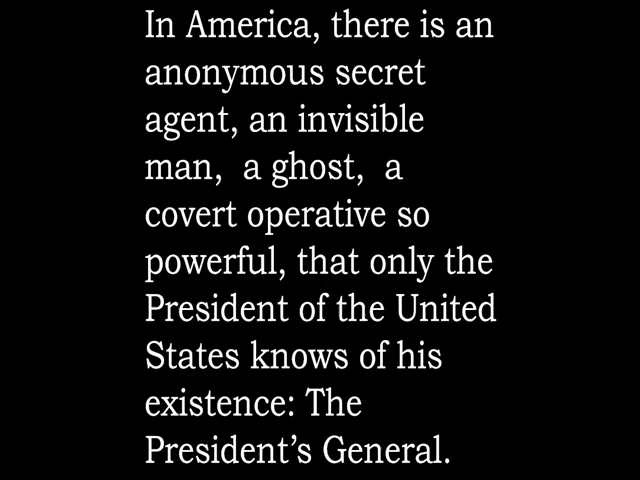 In America, there is an
anonymous secret
agent, an invisible
man,  a ghost,  a
covert operative so
powerful, that only the
President of the United
States knows of his
existence: The
President’s General.